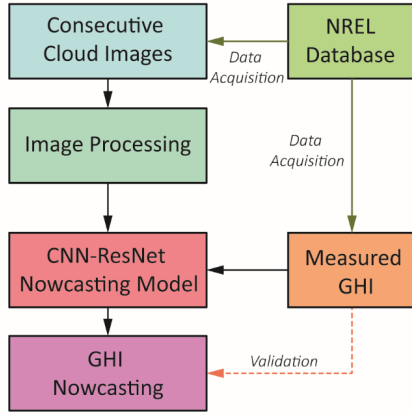 Consecutive
Cloud Images
NREL
Database
Data
Acquisition
Data
Acquisition
Image Processing
CNN-ResNet
Nowcasting Model
Measured
GHI
GHI
Nowcasting
Validation